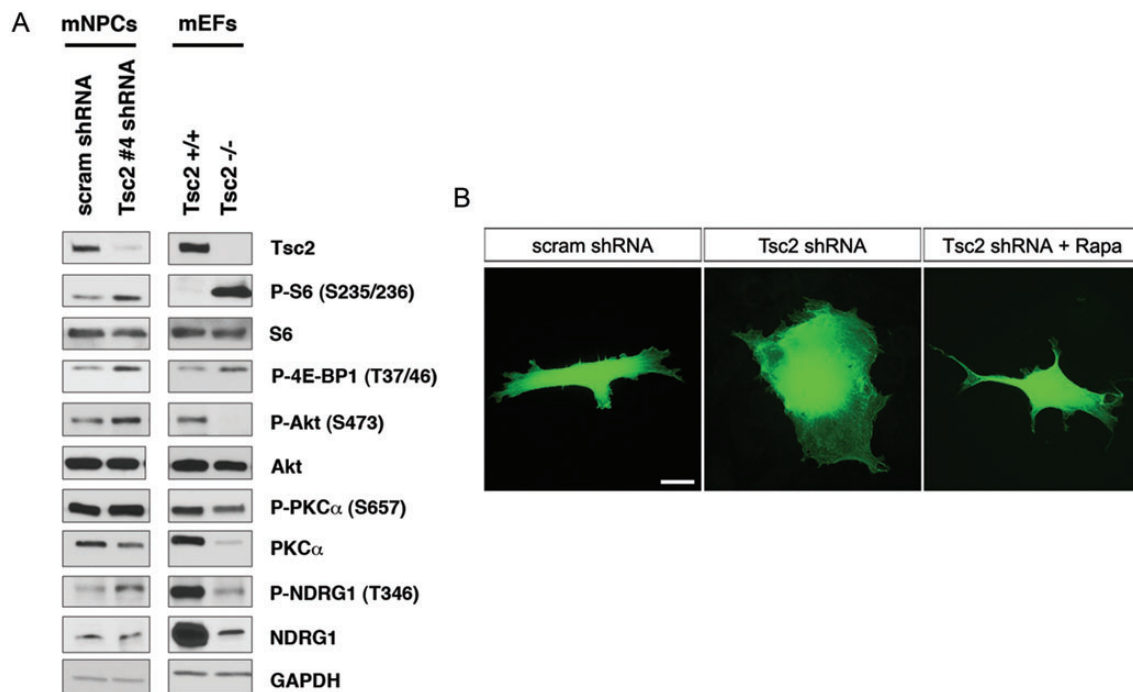 A
mNPCs
mEFs
scram shRNA
Tsc2 #4 shRNA
Tsc2 +/+
Tsc2 -/-
Tsc2
P-S6 (S235/236)
S6
P-4E-BP1 (T37/46)
P-Akt (S473)
Akt
P-PKCα (S657)
PKCα
P-NDRG1 (T346)
NDRG1
GAPDH
B
scram shRNA
Tsc2 shRNA
Tsc2 shRNA + Rapa